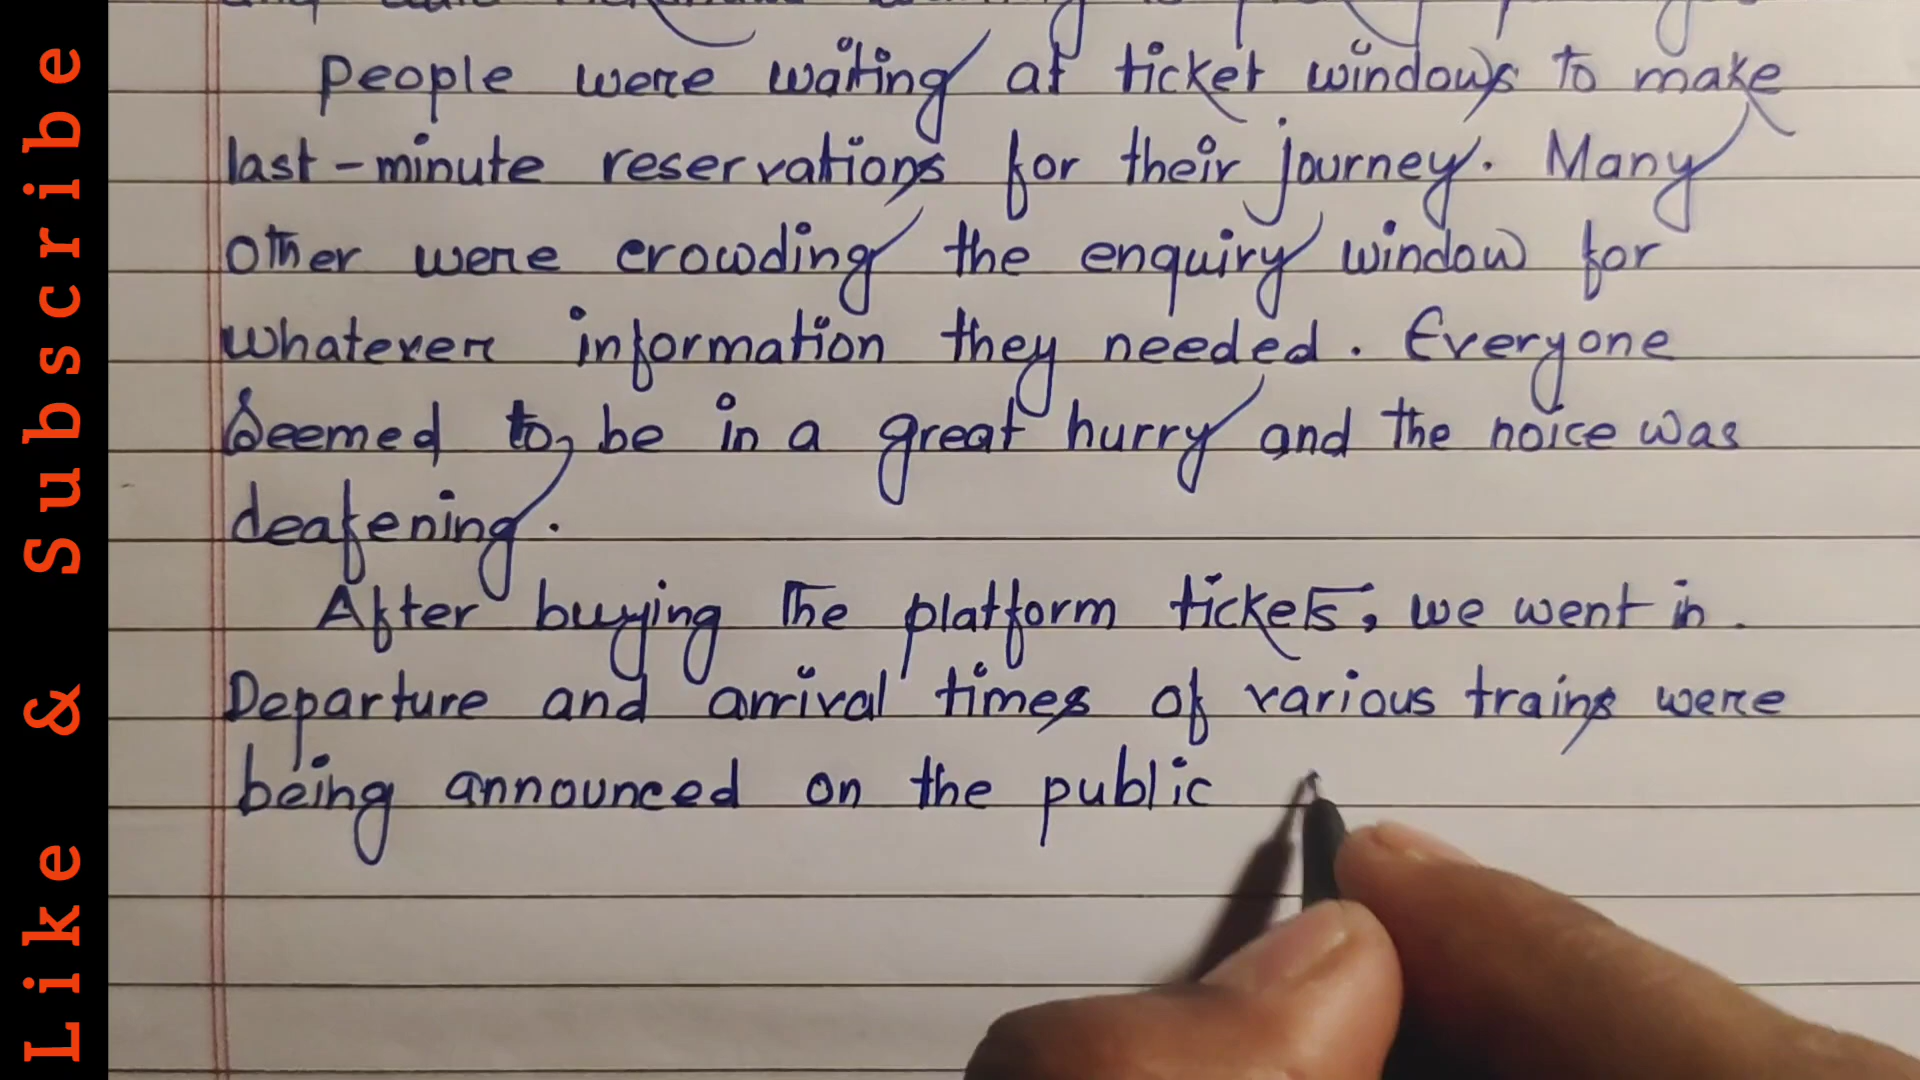 People were waiting at ticket windows to make
last-minute reservations for their journey. Many
other were crowding the enquiry window for
whatever information they needed. Everyone
seemed to be in a great hurry and the noice was
deafening.
After buying the platform tickets, we went in.
Departure and arrival times of various trains were
being announced on the public
Like & Subscribe